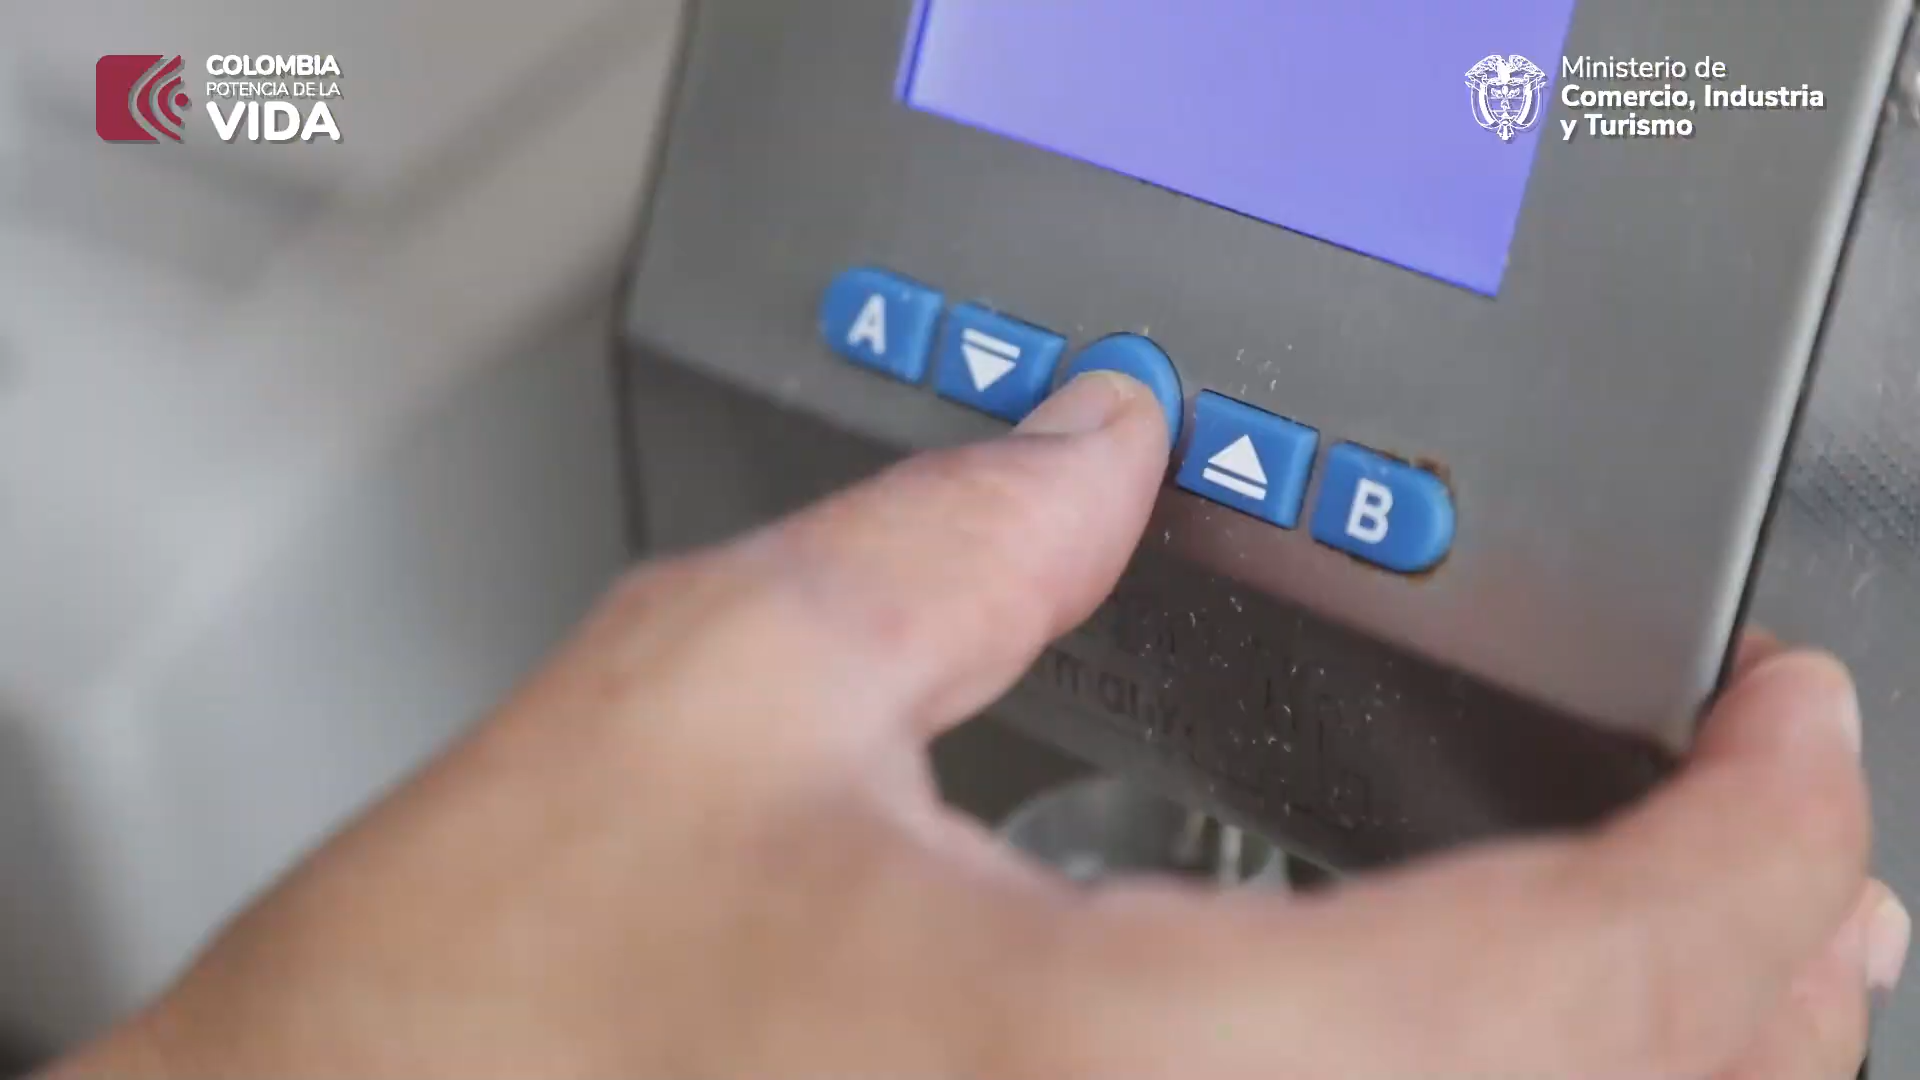 COLOMBIA
POTENCIA DE LA
VIDA
Ministerio de
Comercio, Industria
y Turismo
A
B